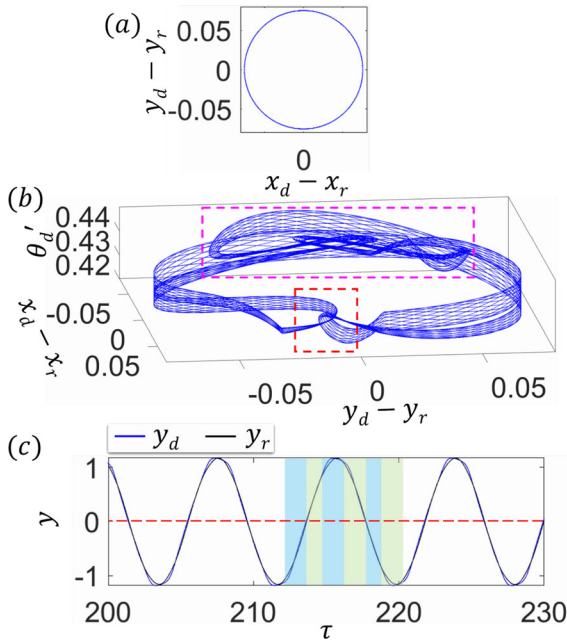 (a)
y_d − y_r
0.05
0
-0.05
0
x_d − x_r
(b)
θ_d′
0.44
0.43
0.42
x_d − x_r
-0.05
0
0.05
-0.05
0
0.05
y_d − y_r
(c)
y_d
y_r
y
1
0
-1
200
210
220
230
τ